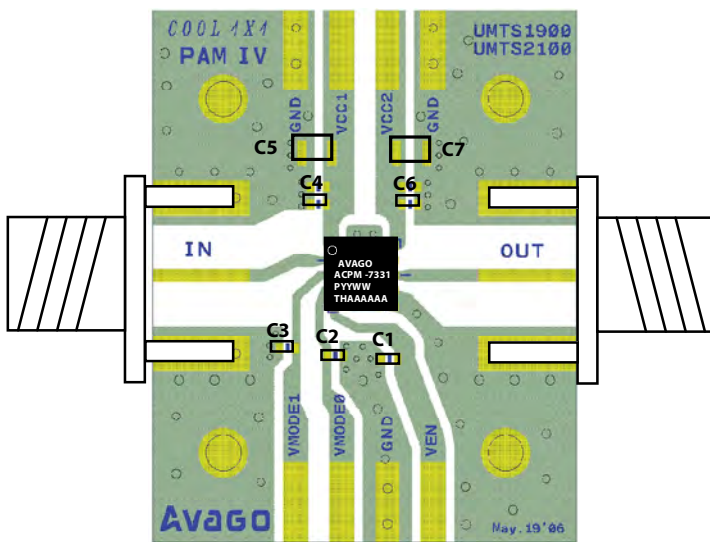 COOL 1X1
PAM IV
UMTS1900
UMTS2100
GND
VCC1
VCC2
GND
C5
C7
C4
C6
IN
OUT
AVAGO
ACPM -7331
PYYWW
THAAAAAA
C3
C2
C1
VMODE1
VMODE0
GND
VEN
Avago
May.19'06